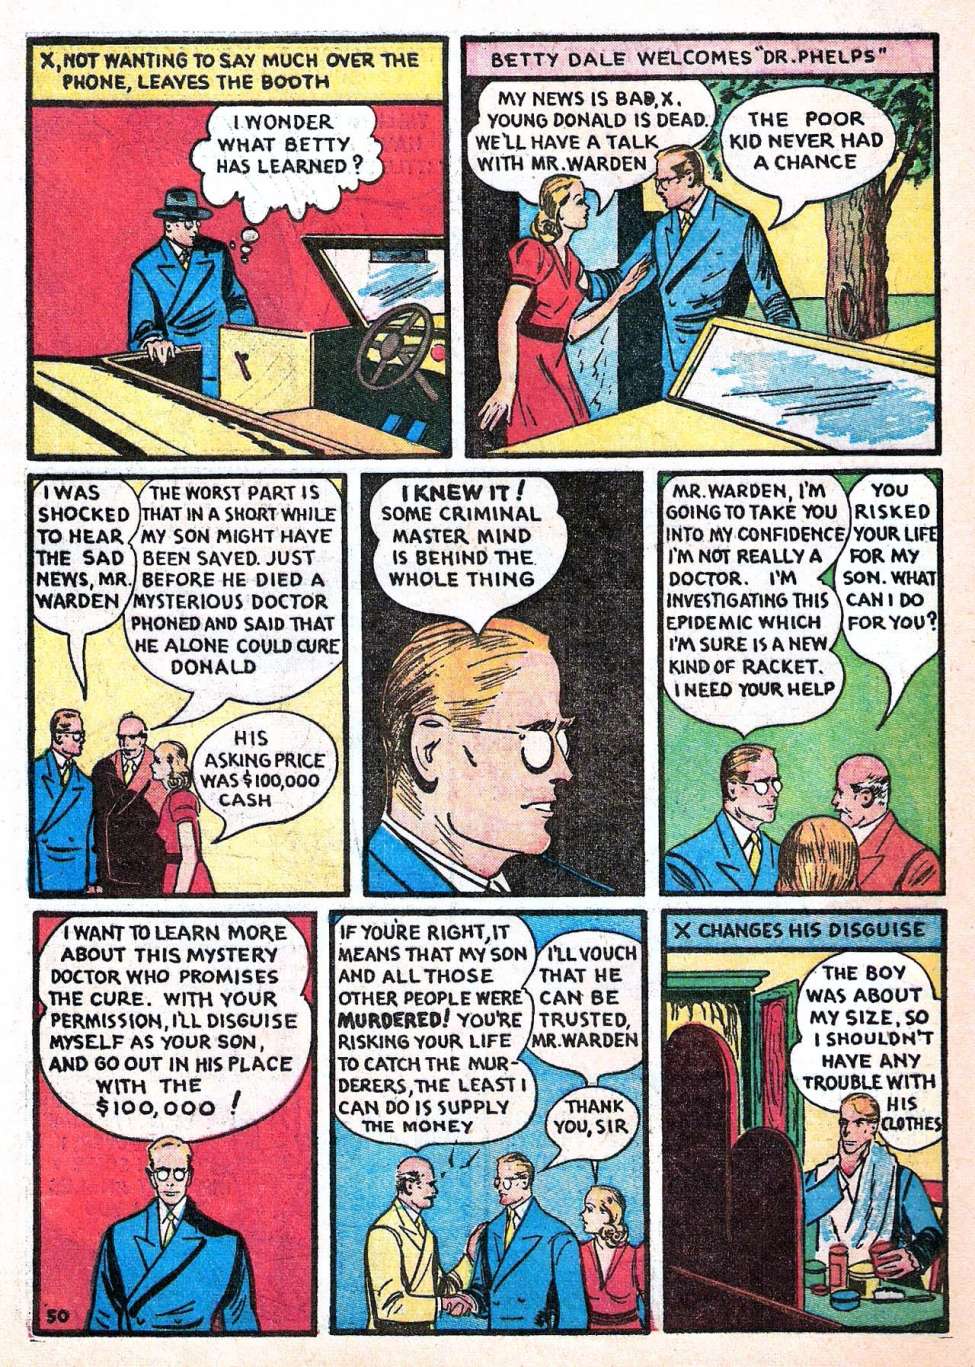 X, NOT WANTING TO SAY MUCH OVER THE
PHONE, LEAVES THE BOOTH
I WONDER
WHAT BETTY
HAS LEARNED?
BETTY DALE WELCOMES "DR. PHELPS"
MY NEWS IS BAD, X.
YOUNG DONALD IS DEAD.
WE'LL HAVE A TALK
WITH MR. WARDEN
THE POOR
KID NEVER HAD
A CHANCE
I WAS
SHOCKED
TO HEAR
THE SAD
NEWS, MR.
WARDEN
THE WORST PART IS
THAT IN A SHORT WHILE
MY SON MIGHT HAVE
BEEN SAVED. JUST
BEFORE HE DIED A
MYSTERIOUS DOCTOR
PHONED AND SAID THAT
HE ALONE COULD CURE
DONALD
HIS
ASKING PRICE
WAS $100,000
CASH
I KNEW IT!
SOME CRIMINAL
MASTER MIND
IS BEHIND THE
WHOLE THING
MR. WARDEN, I'M
GOING TO TAKE YOU
INTO MY CONFIDENCE
I'M NOT REALLY A
DOCTOR. I'M
INVESTIGATING THIS
EPIDEMIC WHICH
I'M SURE IS A NEW
KIND OF RACKET.
I NEED YOUR HELP
YOU
RISKED
YOUR LIFE
FOR MY
SON. WHAT
CAN I DO
FOR YOU?
I WANT TO LEARN MORE
ABOUT THIS MYSTERY
DOCTOR WHO PROMISES
THE CURE. WITH YOUR
PERMISSION, I'LL DISGUISE
MYSELF AS YOUR SON,
AND GO OUT IN HIS PLACE
WITH THE
$100,000!
50
IF YOU'RE RIGHT, IT
MEANS THAT MY SON
AND ALL THOSE
OTHER PEOPLE WERE
MURDERED! YOU'RE
RISKING YOUR LIFE
TO CATCH THE MUR-
DERERS, THE LEAST I
CAN DO IS SUPPLY
THE MONEY
I'LL VOUCH
THAT HE
CAN BE
TRUSTED,
MR. WARDEN
THANK
YOU, SIR
X CHANGES HIS DISGUISE
THE BOY
WAS ABOUT
MY SIZE, SO
I SHOULDN'T
HAVE ANY
TROUBLE WITH
HIS
CLOTHES